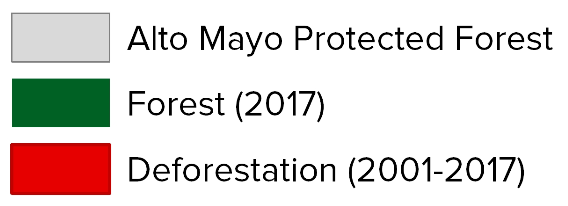 Alto Mayo Protected Forest
Forest (2017)
Deforestation (2001-2017)